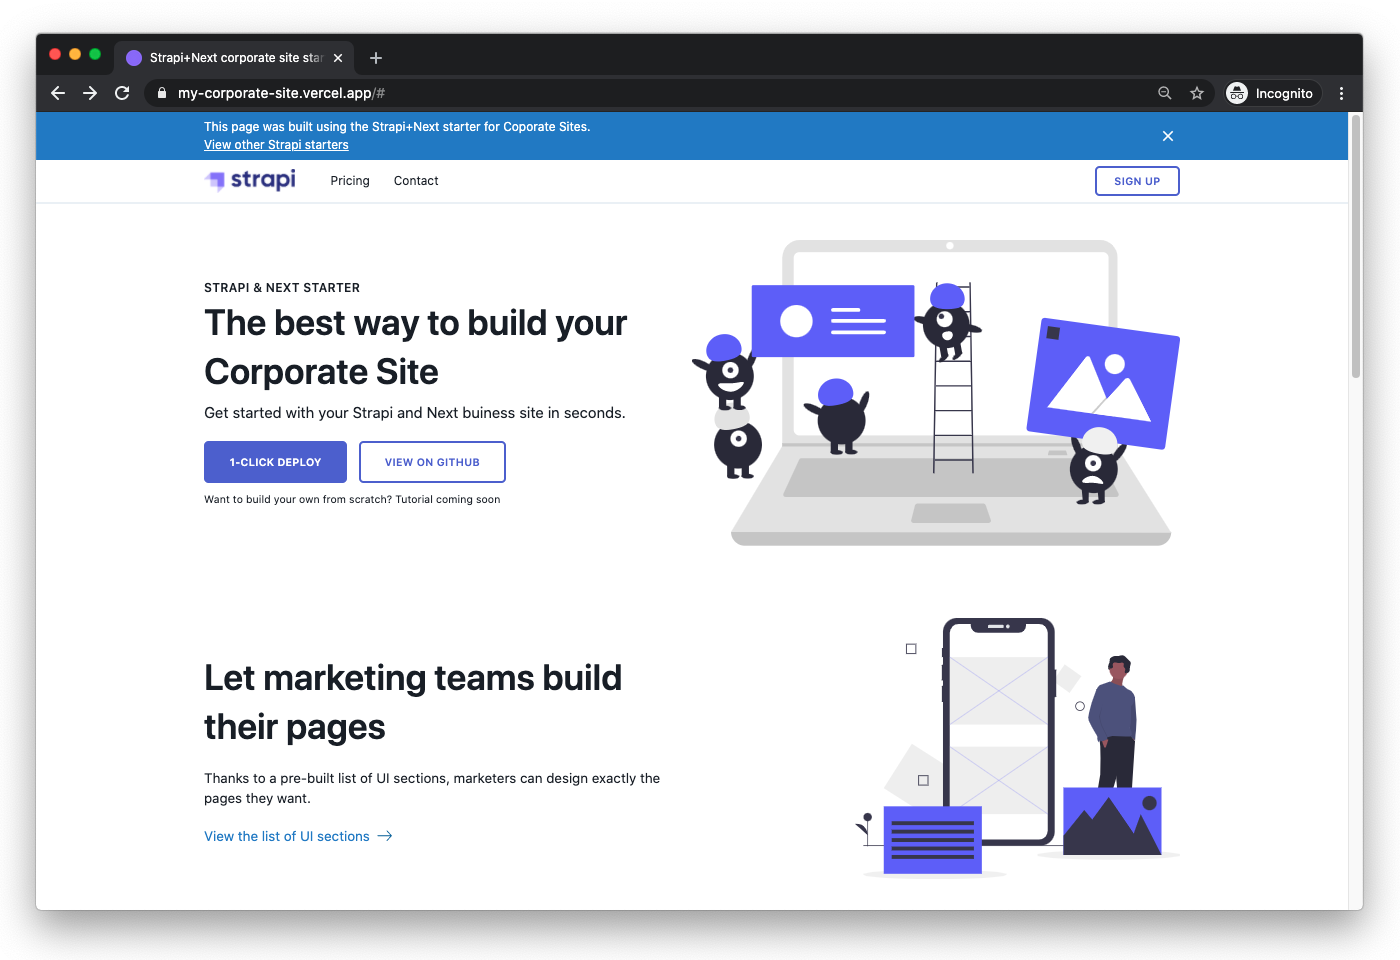 Strapi+Next corporate site star
my-corporate-site.vercel.app/#
Incognito
This page was built using the Strapi+Next starter for Coporate Sites.
View other Strapi starters
strapi
Pricing
Contact
SIGN UP
STRAPI & NEXT STARTER
The best way to build your
Corporate Site
Get started with your Strapi and Next buiness site in seconds.
1-CLICK DEPLOY
VIEW ON GITHUB
Want to build your own from scratch? Tutorial coming soon
Let marketing teams build
their pages
Thanks to a pre-built list of UI sections, marketers can design exactly the
pages they want.
View the list of UI sections →